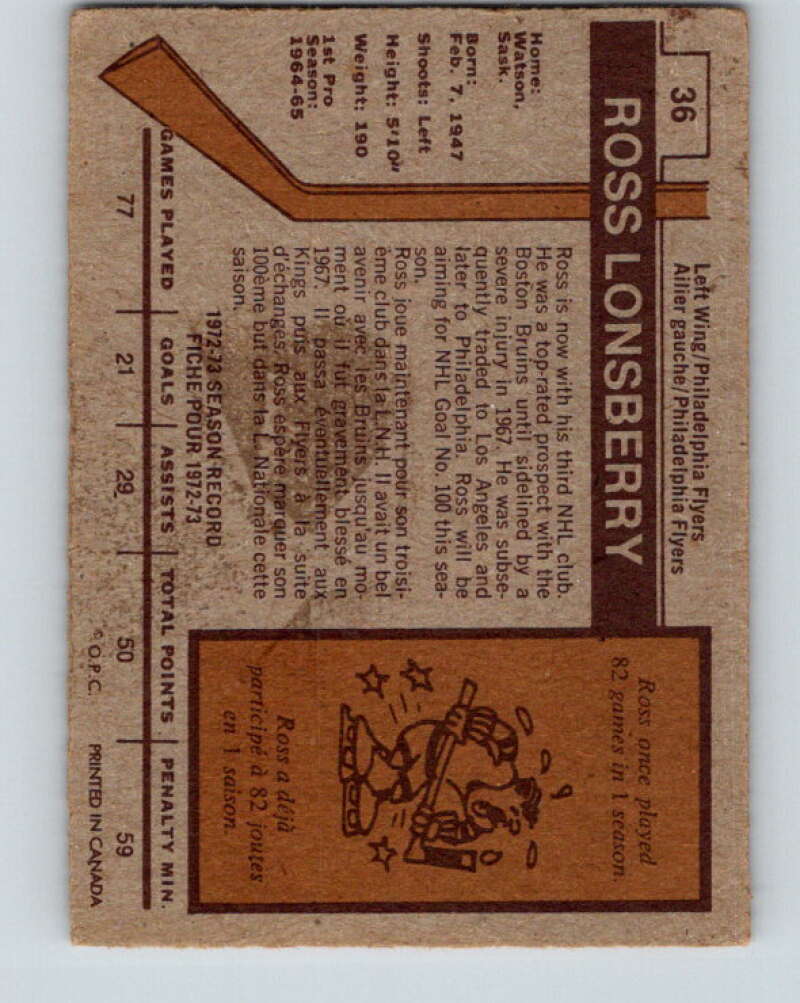 36
Left Wing/Philadelphia Flyers
Ailier gauche/Philadelphia Flyers
ROSS LONSBERRY
Home:
Watson,
Sask.
Born:
Feb. 7, 1947
Shoots: Left
Height: 5'10"
Weight: 190
1st Pro
Season:
1964-65
Ross is now with his third NHL club.
He was a top-rated prospect with the
Boston Bruins until sidelined by a
severe injury in 1967. He was subse-
quently traded to Los Angeles and
later to Philadelphia. Ross will be
aiming for NHL Goal No. 100 this sea-
son.
Ross joue maintenant pour son troisi-
ème club dans la L.N.H. Il avait un bel
avenir avec les Bruins jusqu'au mo-
ment où il fut gravement blessé en
1967. Il passa éventuellement aux
Kings puis aux Flyers à la suite
d'échanges. Ross espère marquer son
100ème but dans la L. Nationale cette
saison.
Ross once played
82 games in 1 season.
Ross a déjà
participé à 82 joutes
en 1 saison.
1972-73 SEASON RECORD
FICHE POUR 1972-73
GAMES PLAYED GOALS ASSISTS TOTAL POINTS PENALTY MIN.
77 21 29 50 59
© O.P.C. PRINTED IN CANADA